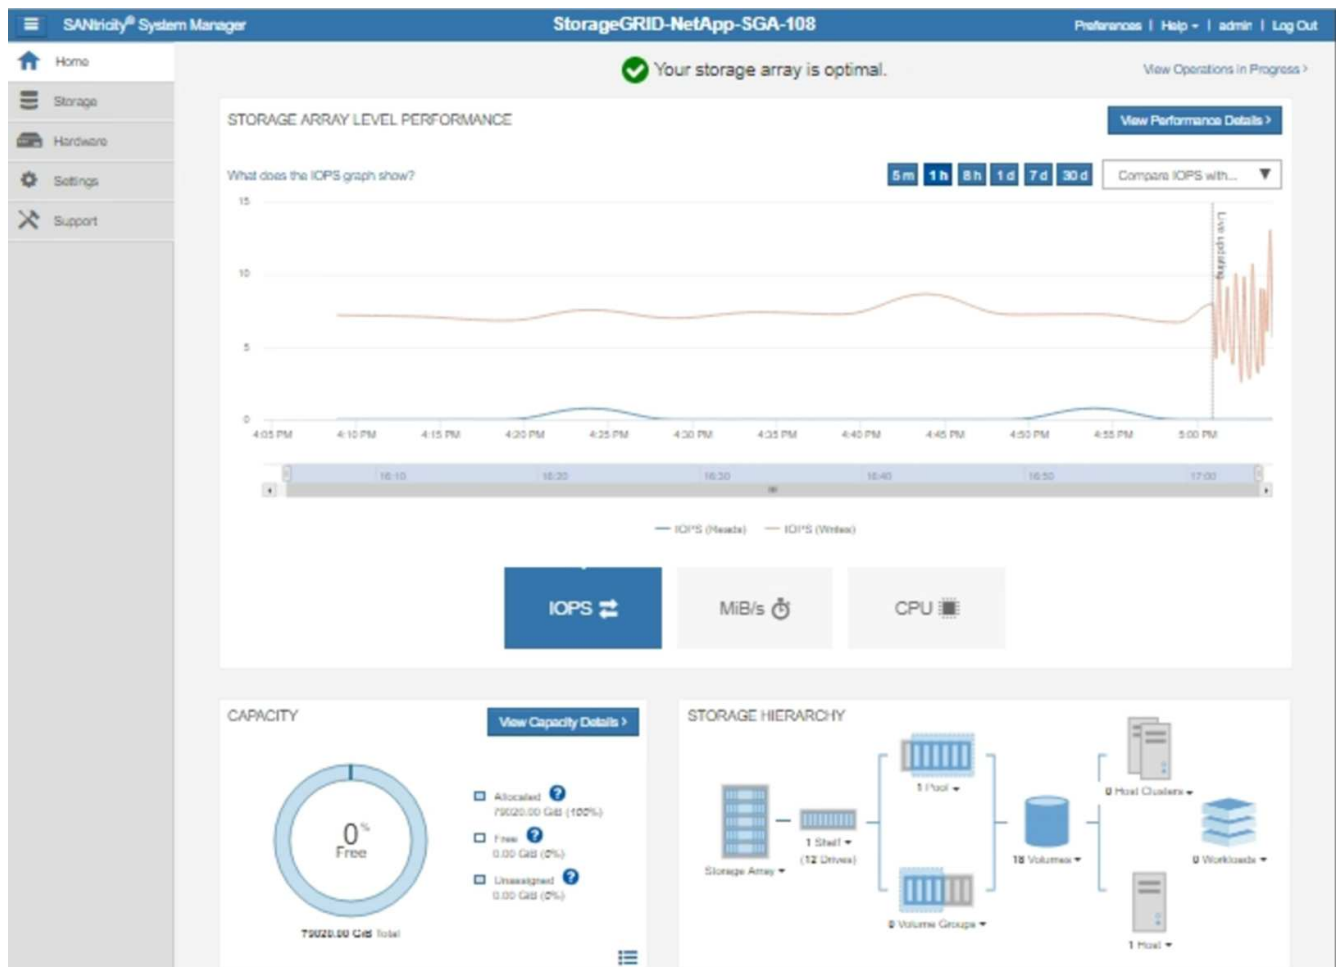 SANtricity® System Manager
StorageGRID-NetApp-SGA-108
Preferences | Help | admin | Log Out
Home
Storage
Hardware
Settings
Support
Your storage array is optimal.
View Operations in Progress >
STORAGE ARRAY LEVEL PERFORMANCE
View Performance Details >
What does the IOPS graph show?
5 m 1 h 8 h 1 d 7 d 30 d
Compare IOPS with...
15
10
5
0
Live updating
4:05 PM 4:10 PM 4:15 PM 4:20 PM 4:25 PM 4:30 PM 4:35 PM 4:40 PM 4:45 PM 4:50 PM 4:55 PM 5:00 PM
16:10 16:20 16:30 16:40 16:50 17:00
IOPS (Reads) IOPS (Writes)
IOPS
MiB/s
CPU
CAPACITY
View Capacity Details >
0%
Free
79020.00 GiB Total
Allocated ?
79020.00 GiB (100%)
Free ?
0.00 GiB (0%)
Unassigned ?
0.00 GiB (0%)
STORAGE HIERARCHY
Storage Array
1 Shelf
(12 Drives)
1 Pool
0 Volume Groups
18 Volumes
0 Host Clusters
1 Host
0 Workloads